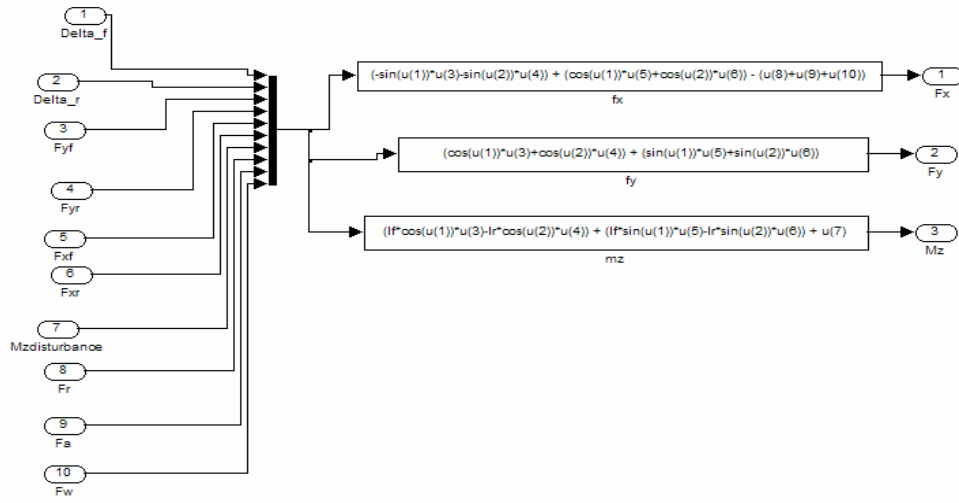 1
Delta_f
2
Delta_r
3
Fyf
4
Fyr
5
Fxf
6
Fxr
7
Mzdisturbance
8
Fr
9
Fa
10
Fw
(-sin(u(1))*u(3)-sin(u(2))*u(4)) + (cos(u(1))*u(5)+cos(u(2))*u(6)) - (u(8)+u(9)+u(10))
fx
1
Fx
(cos(u(1))*u(3)+cos(u(2))*u(4)) + (sin(u(1))*u(5)+sin(u(2))*u(6))
fy
2
Fy
(lf*cos(u(1))*u(3)-lr*cos(u(2))*u(4)) + (lf*sin(u(1))*u(5)-lr*sin(u(2))*u(6)) + u(7)
mz
3
Mz